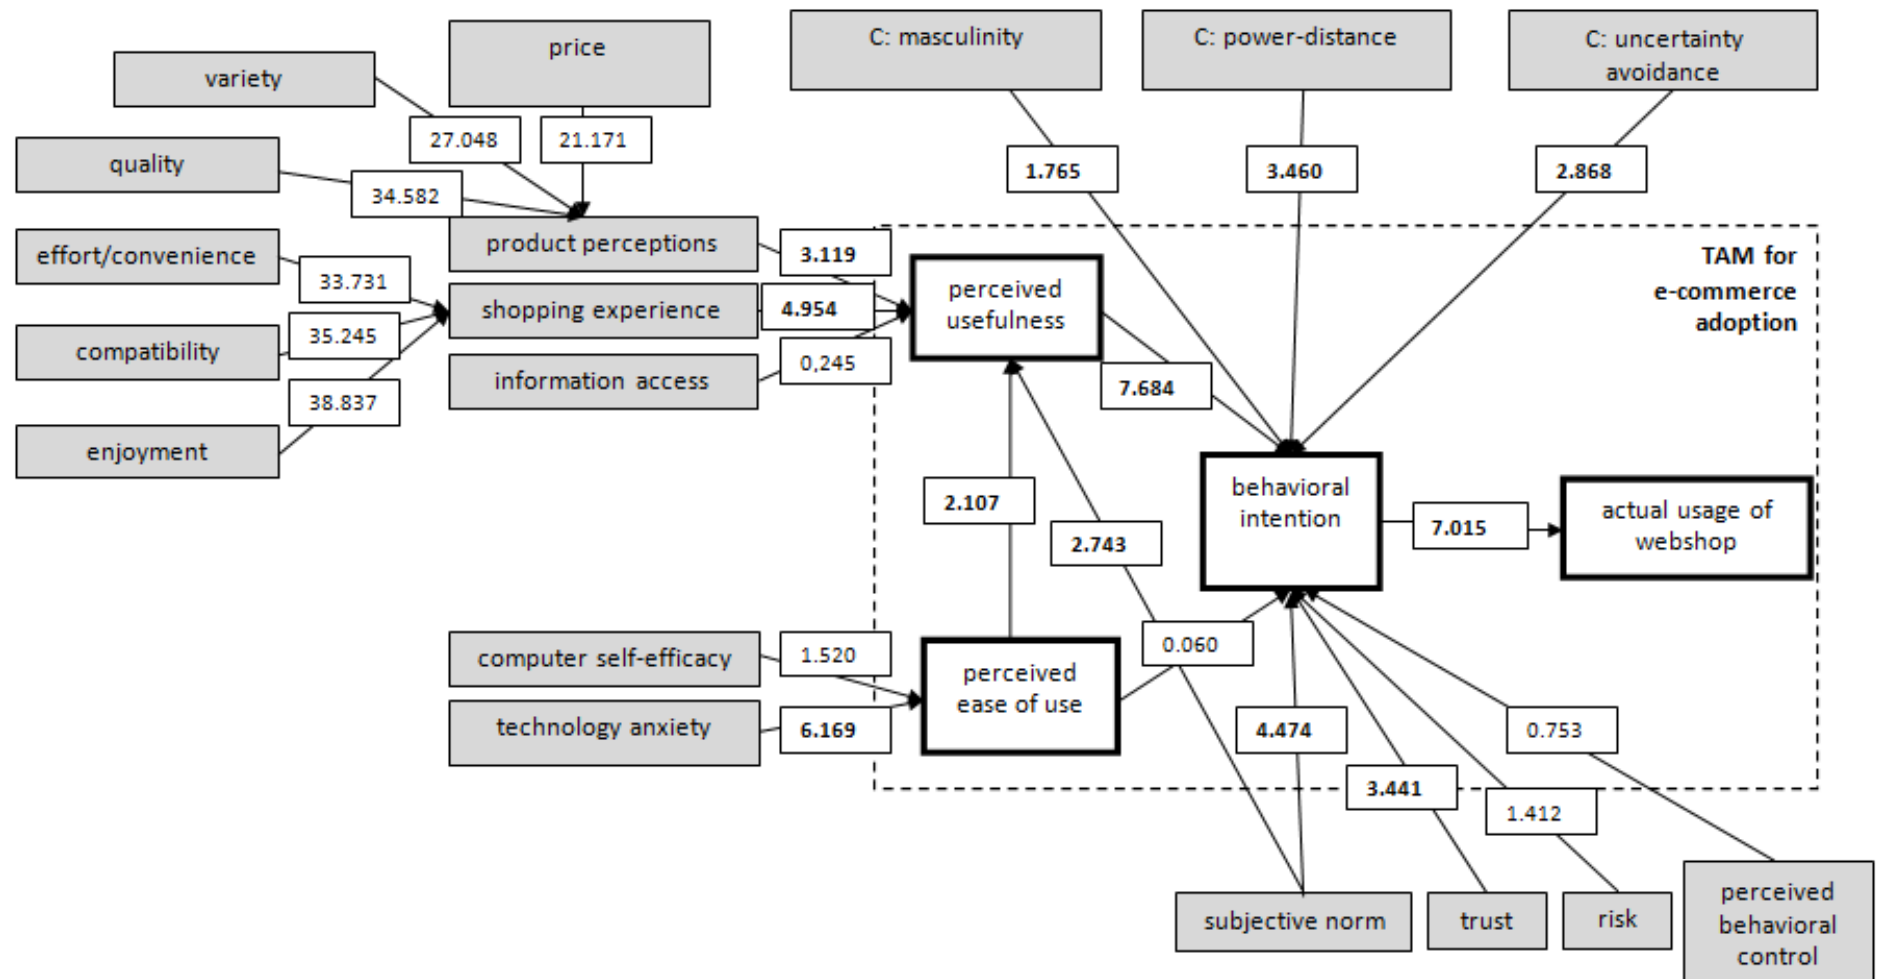 price
C: masculinity
C: power-distance
C: uncertainty
avoidance
variety
27.048
21.171
quality
34.582
1.765
3.460
2.868
effort/convenience
33.731
product perceptions
3.119
TAM for
e-commerce
adoption
perceived
usefulness
shopping experience
4.954
compatibility
35.245
information access
0,245
38.837
enjoyment
7.684
2.107
behavioral
intention
7.015
actual usage of
webshop
2.743
computer self-efficacy
1.520
0.060
perceived
ease of use
technology anxiety
6.169
4.474
0.753
3.441
1.412
subjective norm
trust
risk
perceived
behavioral
control